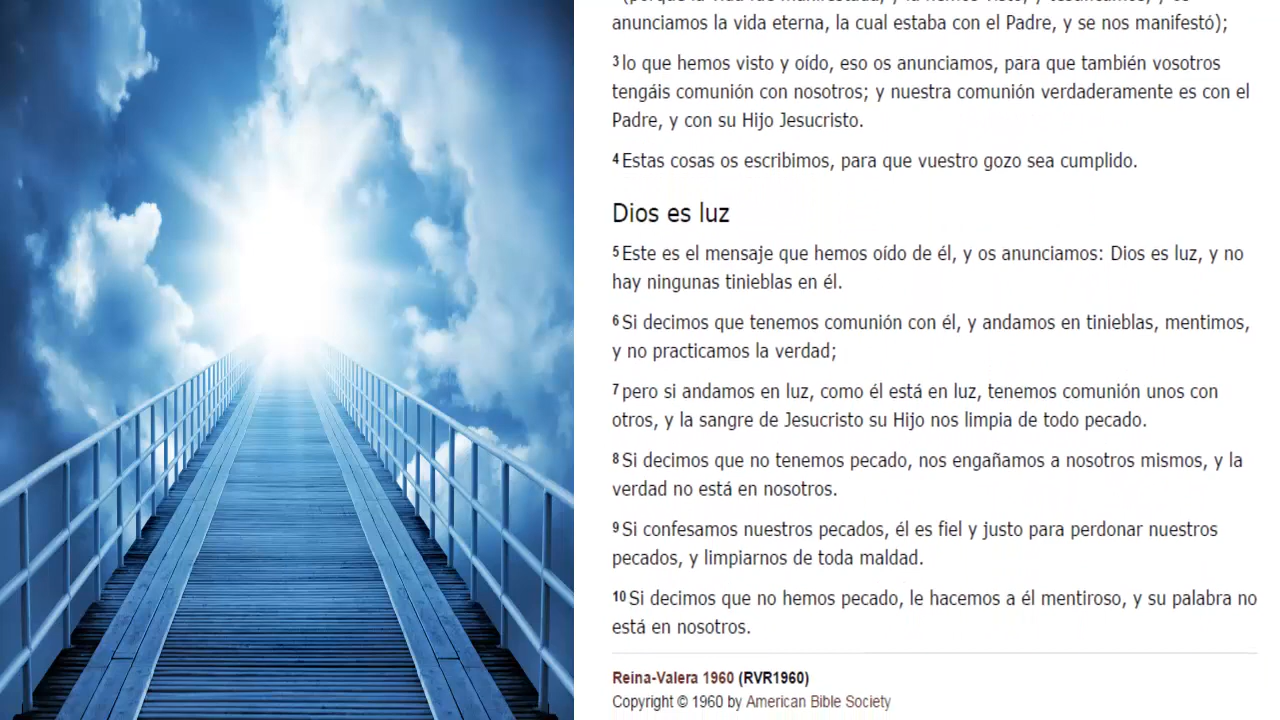 anunciamos la vida eterna, la cual estaba con el Padre, y se nos manifestó);
3 lo que hemos visto y oído, eso os anunciamos, para que también vosotros
tengáis comunión con nosotros; y nuestra comunión verdaderamente es con el
Padre, y con su Hijo Jesucristo.
4 Estas cosas os escribimos, para que vuestro gozo sea cumplido.
Dios es luz
5 Este es el mensaje que hemos oído de él, y os anunciamos: Dios es luz, y no
hay ningunas tinieblas en él.
6 Si decimos que tenemos comunión con él, y andamos en tinieblas, mentimos,
y no practicamos la verdad;
7 pero si andamos en luz, como él está en luz, tenemos comunión unos con
otros, y la sangre de Jesucristo su Hijo nos limpia de todo pecado.
8 Si decimos que no tenemos pecado, nos engañamos a nosotros mismos, y la
verdad no está en nosotros.
9 Si confesamos nuestros pecados, él es fiel y justo para perdonar nuestros
pecados, y limpiarnos de toda maldad.
10 Si decimos que no hemos pecado, le hacemos a él mentiroso, y su palabra no
está en nosotros.
Reina-Valera 1960 (RVR1960)
Copyright © 1960 by American Bible Society